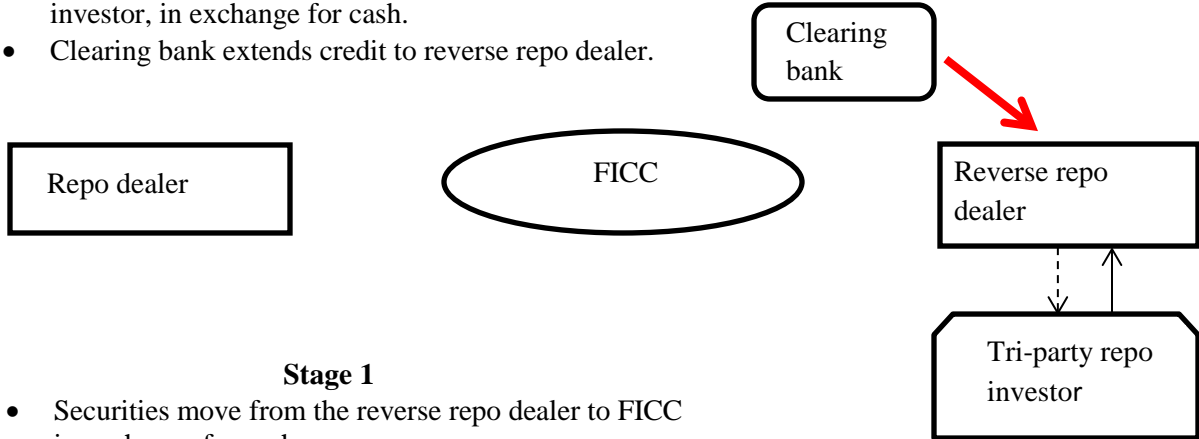 investor, in exchange for cash.
• Clearing bank extends credit to reverse repo dealer.
Clearing
bank
Repo dealer
FICC
Reverse repo
dealer
Tri-party repo
investor
Stage 1
• Securities move from the reverse repo dealer to FICC